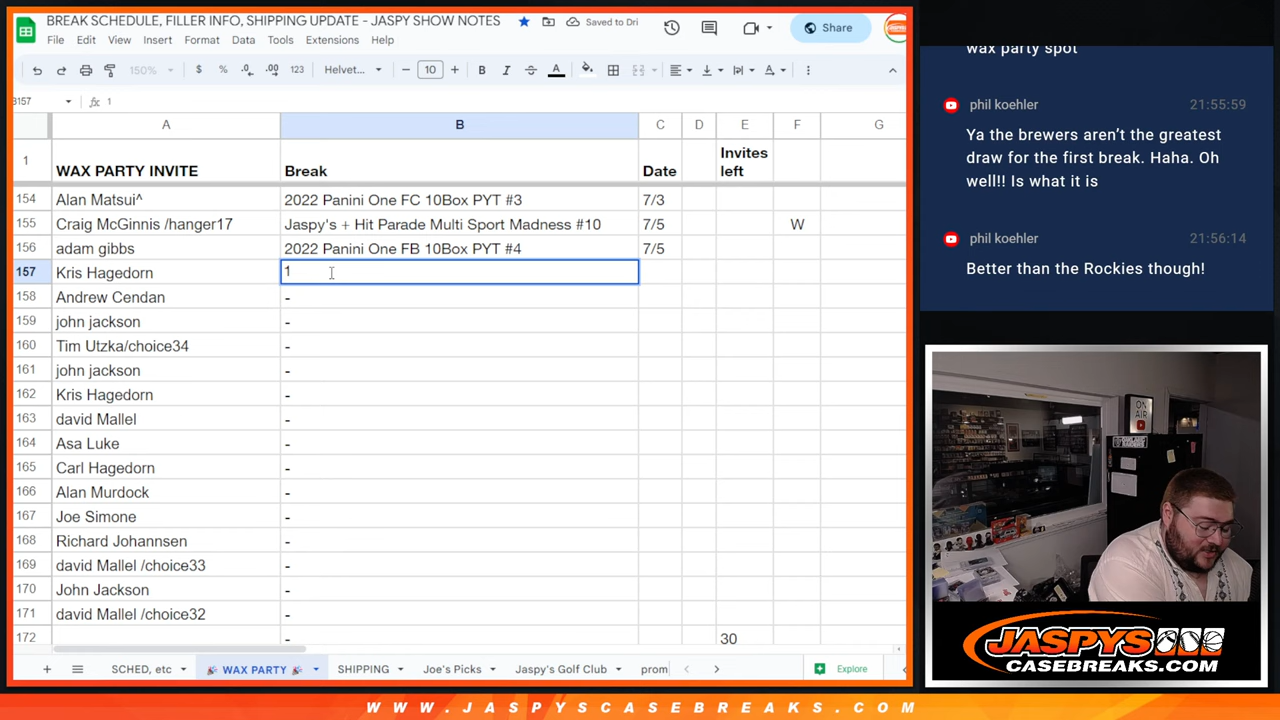 BREAK SCHEDULE, FILLER INFO, SHIPPING UPDATE - JASPY SHOW NOTES
Saved to Dri
File Edit View Insert Format Data Tools Extensions Help
Share
150%
$ % .0 .00 123
Helvet...
- 10 +
B I A
3157
fx 1
A B C D E F G
1 WAX PARTY INVITE Break Date Invites left
154 Alan Matsui^ 2022 Panini One FC 10Box PYT #3 7/3
155 Craig McGinnis /hanger17 Jaspy's + Hit Parade Multi Sport Madness #10 7/5 W
156 adam gibbs 2022 Panini One FB 10Box PYT #4 7/5
157 Kris Hagedorn 1
158 Andrew Cendan -
159 john jackson -
160 Tim Utzka/choice34 -
161 john jackson -
162 Kris Hagedorn -
163 david Mallel -
164 Asa Luke -
165 Carl Hagedorn -
166 Alan Murdock -
167 Joe Simone -
168 Richard Johannsen -
169 david Mallel /choice33 -
170 John Jackson -
171 david Mallel /choice32 -
172 - 30
+ SCHED, etc WAX PARTY SHIPPING Joe's Picks Jaspy's Golf Club prom
Explore
wax party spot
phil koehler 21:55:59
Ya the brewers aren't the greatest
draw for the first break. Haha. Oh
well!! Is what it is
phil koehler 21:56:14
Better than the Rockies though!
ON
AIR
JASPYS
CASEBREAKS.COM
WWW.JASPYSCASEBREAKS.COM